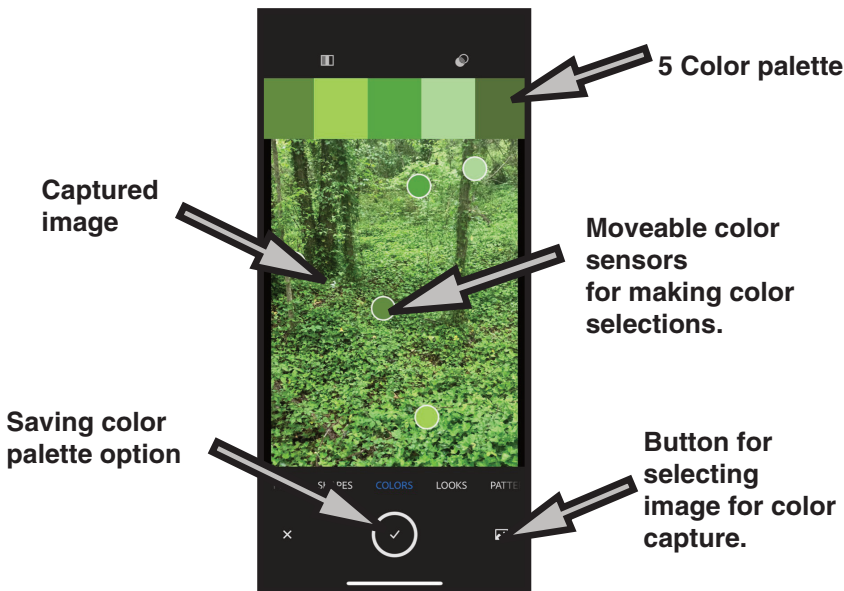 5 Color palette
Captured
image
Moveable color
sensors
for making color
selections.
Saving color
palette option
Button for
selecting
image for color
capture.
COLORS
LOOKS